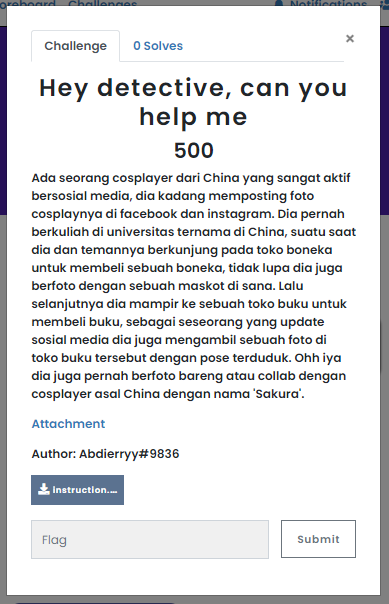 oreboard Challenges Notifications
Challenge 0 Solves ×
Hey detective, can you
help me
500
Ada seorang cosplayer dari China yang sangat aktif
bersosial media, dia kadang memposting foto
cosplaynya di facebook dan instagram. Dia pernah
berkuliah di universitas ternama di China, suatu saat
dia dan temannya berkunjung pada toko boneka
untuk membeli sebuah boneka, tidak lupa dia juga
berfoto dengan sebuah maskot di sana. Lalu
selanjutnya dia mampir ke sebuah toko buku untuk
membeli buku, sebagai seseorang yang update
sosial media dia juga mengambil sebuah foto di
toko buku tersebut dengan pose terduduk. Ohh iya
dia juga pernah berfoto bareng atau collab dengan
cosplayer asal China dengan nama 'Sakura'.
Attachment
Author: Abdierryy#9836
Instruction....
Flag Submit